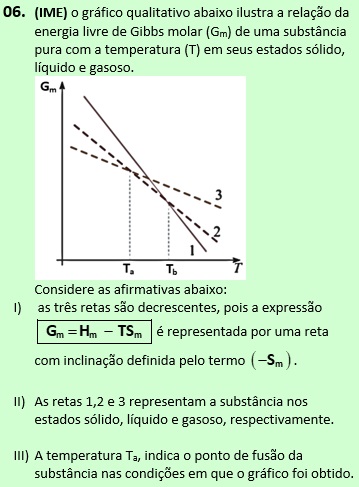 06. (IME) o gráfico qualitativo abaixo ilustra a relação da
energia livre de Gibbs molar (Gm) de uma substância
pura com a temperatura (T) em seus estados sólido,
líquido e gasoso.
Gm
3
2
1
Ta Tb T
Considere as afirmativas abaixo:
I) as três retas são decrescentes, pois a expressão
Gm = Hm − TSm é representada por uma reta
com inclinação definida pelo termo (−Sm).
II) As retas 1,2 e 3 representam a substância nos
estados sólido, líquido e gasoso, respectivamente.
III) A temperatura Ta, indica o ponto de fusão da
substância nas condições em que o gráfico foi obtido.